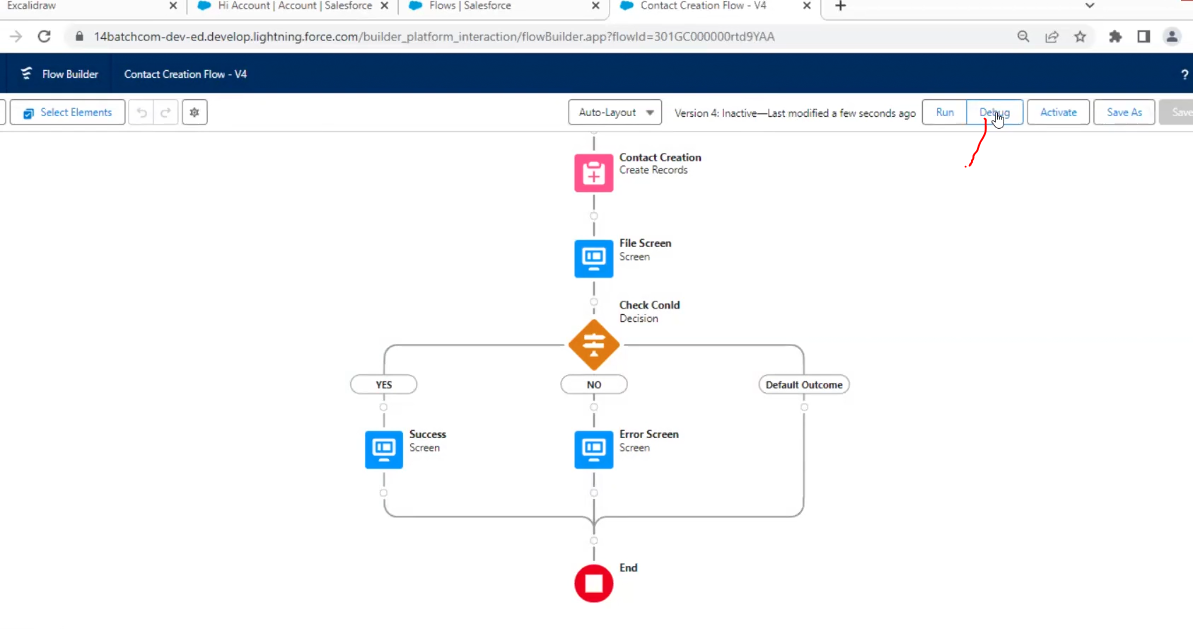 Excalidraw
Hi Account | Account | Salesforce
Flows | Salesforce
Contact Creation Flow - V4
14batchcom-dev-ed.develop.lightning.force.com/builder_platform_interaction/flowBuilder.app?flowId=301GC000000rtd9YAA
Flow Builder
Contact Creation Flow - V4
?
Select Elements
Auto-Layout
Version 4: Inactive—Last modified a few seconds ago
Run
Debug
Activate
Save As
Save
Contact Creation
Create Records
File Screen
Screen
Check ConId
Decision
YES
NO
Default Outcome
Success
Screen
Error Screen
Screen
End